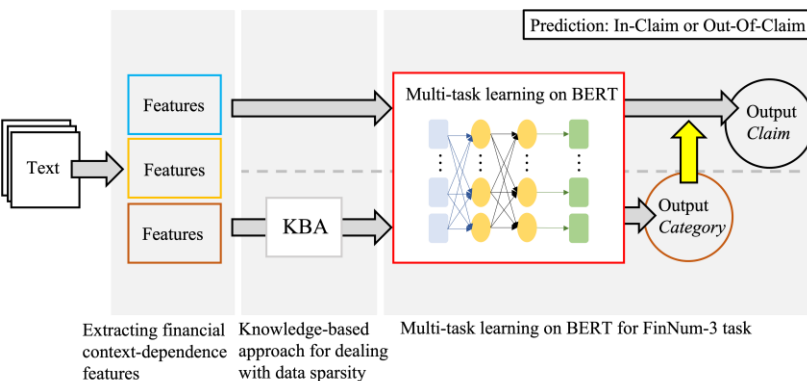 Prediction: In-Claim or Out-Of-Claim
Text
Features
Features
Features
KBA
Multi-task learning on BERT
Output
Claim
Output
Category
Extracting financial
context-dependence
features
Knowledge-based
approach for dealing
with data sparsity
Multi-task learning on BERT for FinNum-3 task